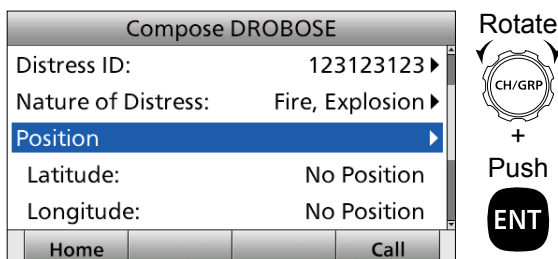 Compose DROBOSE
Distress ID: 123123123
Nature of Distress: Fire, Explosion
Position
Latitude: No Position
Longitude: No Position
Home Call
Rotate
CH/GRP
+
Push
ENT